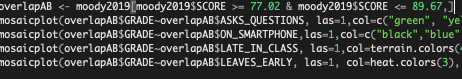 overlapAB <- moody2019[moody2019$SCORE >= 77.02 & moody2019$SCORE <= 89.67,]
mosaicplot(overlapAB$GRADE~overlapAB$ASKS_QUESTIONS, las=1,col=c("green", "ye
mosaicplot(overlapAB$GRADE~overlapAB$ON_SMARTPHONE,las=1,col=c("black","blue"
mosaicplot(overlapAB$GRADE~overlapAB$LATE_IN_CLASS, las=1,col=terrain.colors(4
mosaicplot(overlapAB$GRADE~overlapAB$LEAVES_EARLY, las=1, col=heat.colors(3),